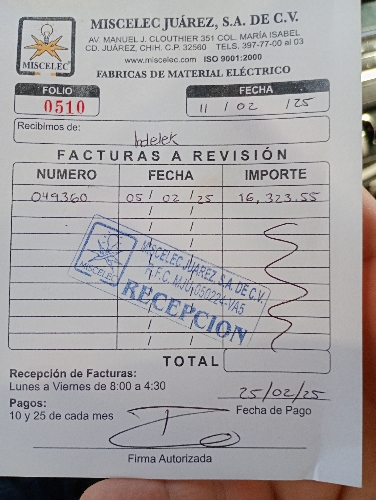 MISCELEC JUÁREZ, S.A. DE C.V.
AV. MANUEL J. CLOUTHIER 351 COL. MARÍA ISABEL
CD. JUÁREZ, CHIH. C.P. 32560 TELS. 397-77-00 al 03
www.miscelec.com ISO 9001:2000
MISCELEC
FABRICAS DE MATERIAL ELÉCTRICO
FOLIO
0510
FECHA
11 / 02 / 25
Recibimos de:
Indelek
FACTURAS A REVISIÓN
NUMERO FECHA IMPORTE
049360 05 / 02 / 25 16,323.55
MISCELEC
MISCELEC JUÁREZ, S.A. DE C.V.
R.F.C. MJU-050224-VA5
RECEPCION
TOTAL
Recepción de Facturas:
Lunes a Viernes de 8:00 a 4:30
Pagos:
10 y 25 de cada mes
25/02/25
Fecha de Pago
Firma Autorizada